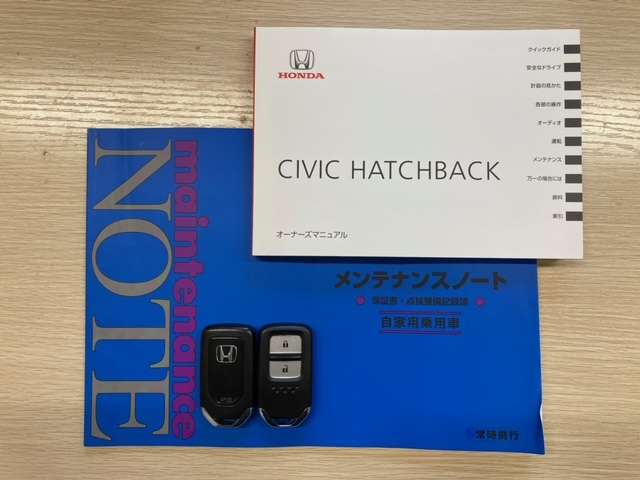 HONDA
CIVIC HATCHBACK
オーナーズマニュアル
クイックガイド
安全なドライブ
計器の見かた
各部の操作
オーディオ
運転
メンテナンス
万一の場合には
資料
索引
maintenance
NOTE
メンテナンスノート
保証書・点検整備記録簿
自家用乗用車
常時携行